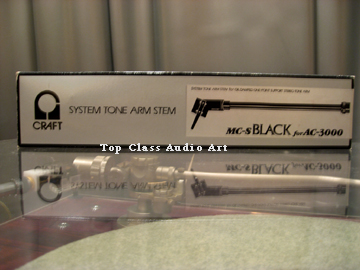 CRAFT
SYSTEM TONE ARM STEM
MC-S BLACK for AC-3000
Top Class Audio Art